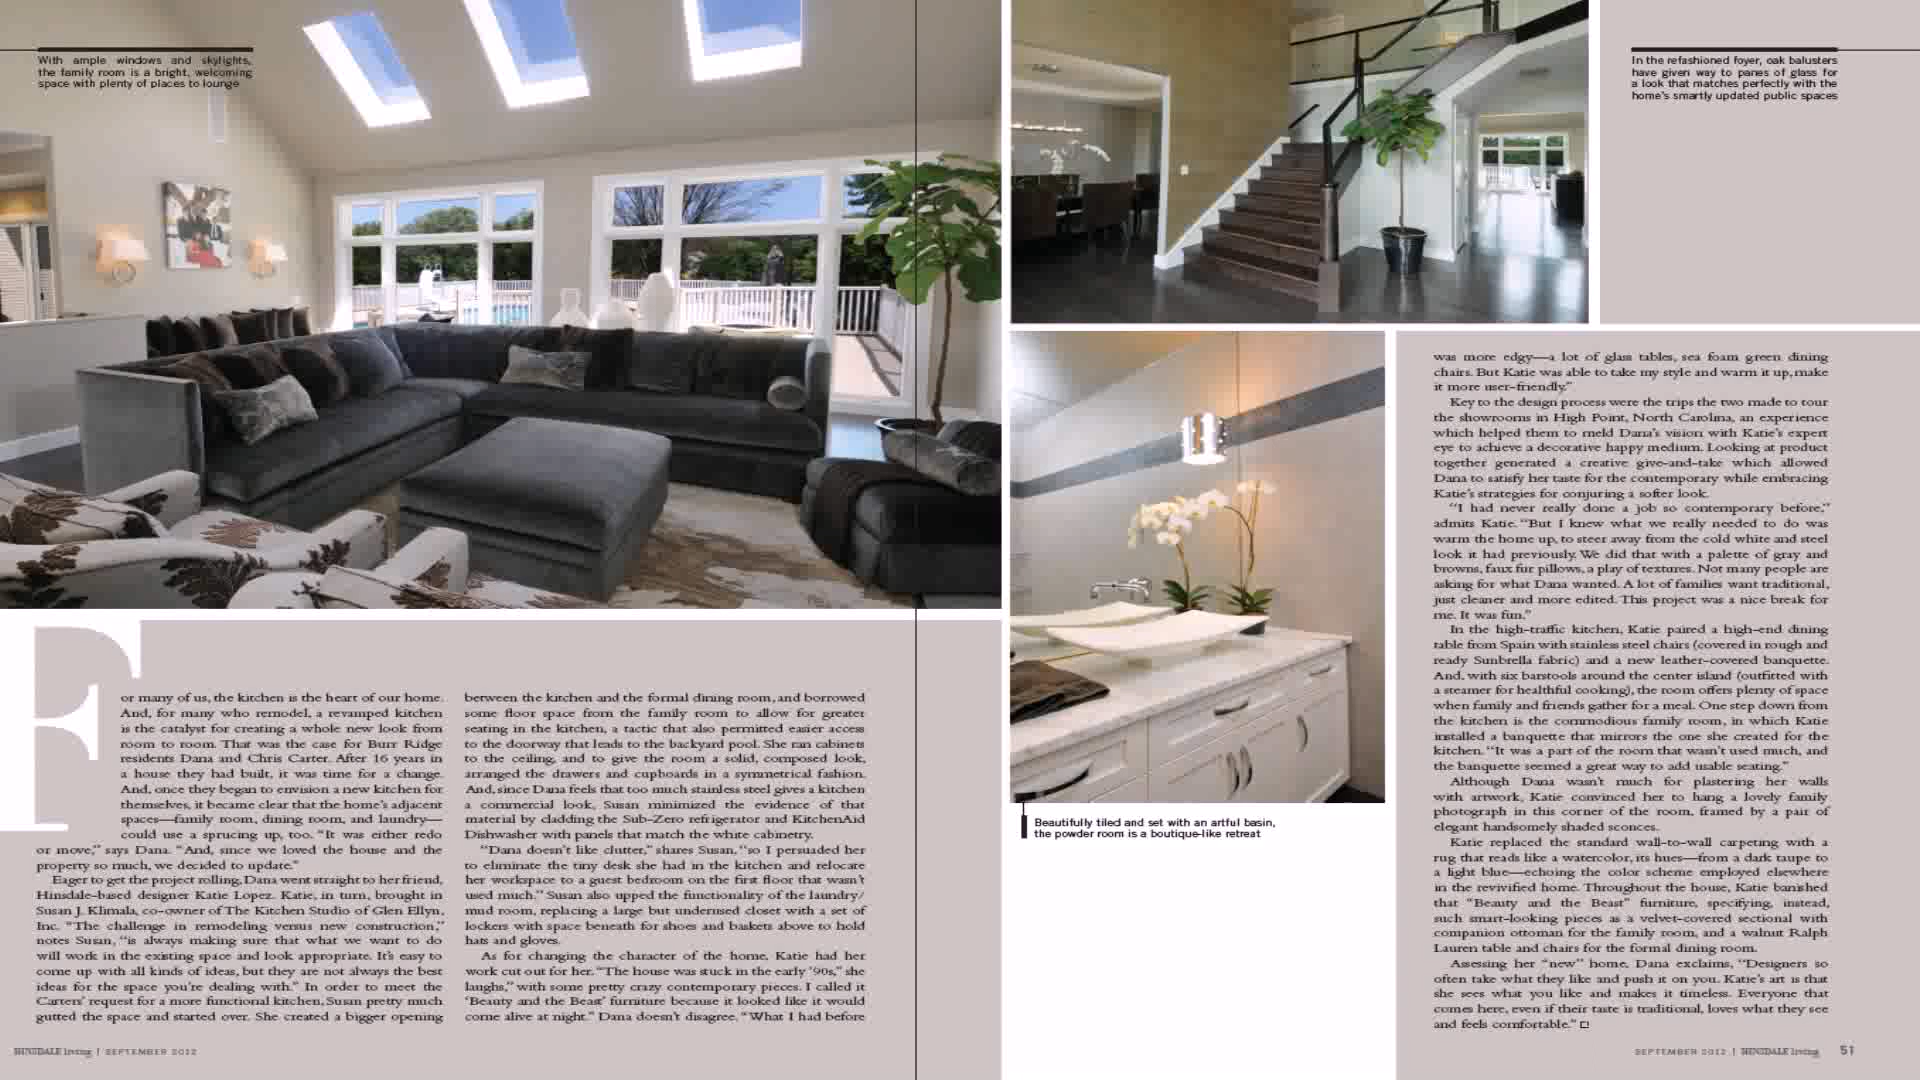 With ample windows and skylights,
the family room is a bright, welcoming
space with plenty of places to lounge
In the refashioned foyer, oak balusters
have given way to panes of glass for
a look that matches perfectly with the
home's smartly updated public spaces
F
or many of us, the kitchen is the heart of our home.
And, for many who remodel, a revamped kitchen
is the catalyst for creating a whole new look from
room to room. That was the case for Burr Ridge
residents Dana and Chris Carter. After 16 years in
a house they had built, it was time for a change.
And, once they began to envision a new kitchen for
themselves, it became clear that the home's adjacent
spaces—family room, dining room, and laundry—
could use a sprucing up, too. "It was either redo
or move," says Dana. "And, since we loved the house and the
property so much, we decided to update."
Eager to get the project rolling, Dana went straight to her friend,
Hinsdale-based designer Katie Lopez. Katie, in turn, brought in
Susan J. Klimala, co-owner of The Kitchen Studio of Glen Ellyn,
Inc. "The challenge in remodeling versus new construction,"
notes Susan, "is always making sure that what we want to do
will work in the existing space and look appropriate. It's easy to
come up with all kinds of ideas, but they are not always the best
ideas for the space you're dealing with." In order to meet the
Carters' request for a more functional kitchen, Susan pretty much
gutted the space and started over. She created a bigger opening
between the kitchen and the formal dining room, and borrowed
some floor space from the family room to allow for greater
seating in the kitchen, a tactic that also permitted easier access
to the doorway that leads to the backyard pool. She ran cabinets
to the ceiling, and to give the room a solid, composed look,
arranged the drawers and cupboards in a symmetrical fashion.
And, since Dana feels that too much stainless steel gives a kitchen
a commercial look, Susan minimized the evidence of that
material by cladding the Sub-Zero refrigerator and KitchenAid
Dishwasher with panels that match the white cabinetry.
"Dana doesn't like clutter," shares Susan, "so I persuaded her
to eliminate the tiny desk she had in the kitchen and relocate
her workspace to a guest bedroom on the first floor that wasn't
used much." Susan also upped the functionality of the laundry/
mud room, replacing a large but underused closet with a set of
lockers with space beneath for shoes and baskets above to hold
hats and gloves.
As for changing the character of the home, Katie had her
work cut out for her. "The house was stuck in the early '90s," she
laughs," with some pretty crazy contemporary pieces. I called it
'Beauty and the Beast' furniture because it looked like it would
come alive at night." Dana doesn't disagree. "What I had before
Beautifully tiled and set with an artful basin,
the powder room is a boutique-like retreat
was more edgy—a lot of glass tables, sea foam green dining
chairs. But Katie was able to take my style and warm it up, make
it more user-friendly."
Key to the design process were the trips the two made to tour
the showrooms in High Point, North Carolina, an experience
which helped them to meld Dana's vision with Katie's expert
eye to achieve a decorative happy medium. Looking at product
together generated a creative give-and-take which allowed
Dana to satisfy her taste for the contemporary while embracing
Katie's strategies for conjuring a softer look.
"I had never really done a job so contemporary before,"
admits Katie. "But I knew what we really needed to do was
warm the home up, to steer away from the cold white and steel
look it had previously. We did that with a palette of gray and
browns, faux fur pillows, a play of textures. Not many people are
asking for what Dana wanted. A lot of families want traditional,
just cleaner and more edited. This project was a nice break for
me. It was fun."
In the high-traffic kitchen, Katie paired a high-end dining
table from Spain with stainless steel chairs (covered in rough and
ready Sunbrella fabric) and a new leather-covered banquette.
And, with six barstools around the center island (outfitted with
a steamer for healthful cooking), the room offers plenty of space
when family and friends gather for a meal. One step down from
the kitchen is the commodious family room, in which Katie
installed a banquette that mirrors the one she created for the
kitchen. "It was a part of the room that wasn't used much, and
the banquette seemed a great way to add usable seating."
Although Dana wasn't much for plastering her walls
with artwork, Katie convinced her to hang a lovely family
photograph in this corner of the room, framed by a pair of
elegant handsomely shaded sconces.
Katie replaced the standard wall-to-wall carpeting with a
rug that reads like a watercolor, its hues—from a dark taupe to
a light blue—echoing the color scheme employed elsewhere
in the revivified home. Throughout the house, Katie banished
that "Beauty and the Beast" furniture, specifying, instead,
such smart-looking pieces as a velvet-covered sectional with
companion ottoman for the family room, and a walnut Ralph
Lauren table and chairs for the formal dining room.
Assessing her "new" home, Dana exclaims, "Designers so
often take what they like and push it on you. Katie's art is that
she sees what you like and makes it timeless. Everyone that
comes here, even if their taste is traditional, loves what they see
and feels comfortable."
HINSDALE living | SEPTEMBER 2012
SEPTEMBER 2012 | HINSDALE living 51